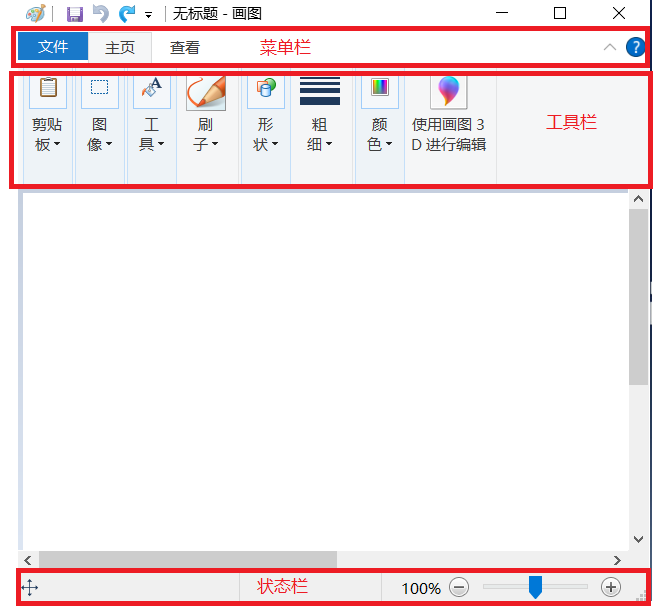 无标题 - 画图
文件 主页 查看 菜单栏 ?
剪贴板 图像 工具 刷子 形状 粗细 颜色 使用画图 3D 进行编辑 工具栏
状态栏 100%